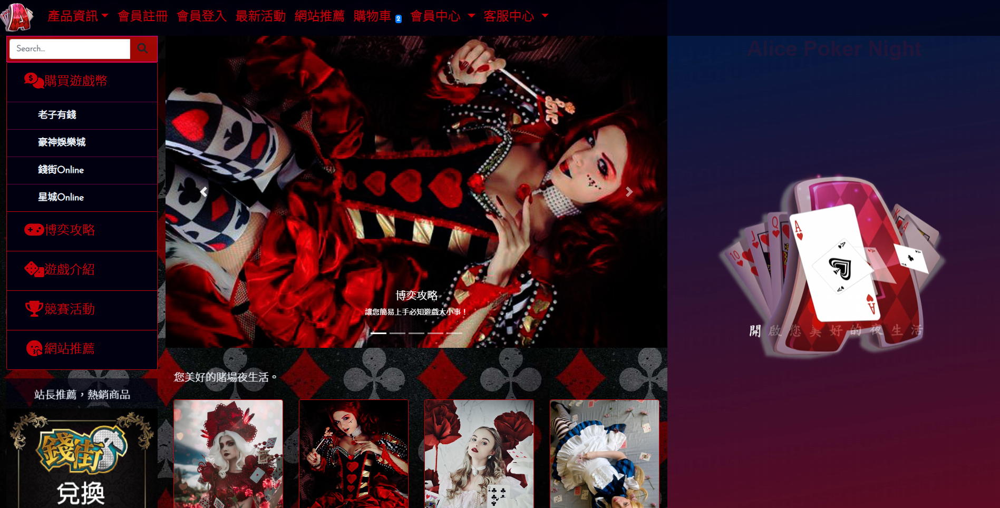 產品資訊 會員註冊 會員登入 最新活動 網站推薦 購物車 2 會員中心 客服中心
Search...
購買遊戲幣
老子有錢
豪神娛樂城
錢街Online
星城Online
博奕攻略
遊戲介紹
競賽活動
網站推薦
站長推薦，熱銷商品
錢街
兌換
LOVE
博奕攻略
讓您簡易上手必知遊戲大小事！
您美好的賭場夜生活。
Alice Poker Night
10 J Q K A
A
A
開啟您美好的夜生活